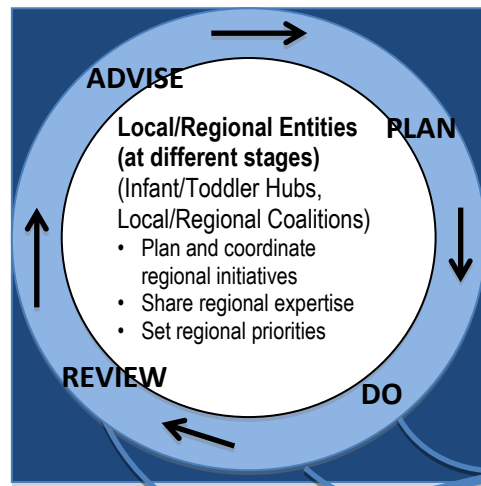 ADVISE
PLAN
Local/Regional Entities
(at different stages)
(Infant/Toddler Hubs,
Local/Regional Coalitions)
• Plan and coordinate
regional initiatives
• Share regional expertise
• Set regional priorities
REVIEW
DO